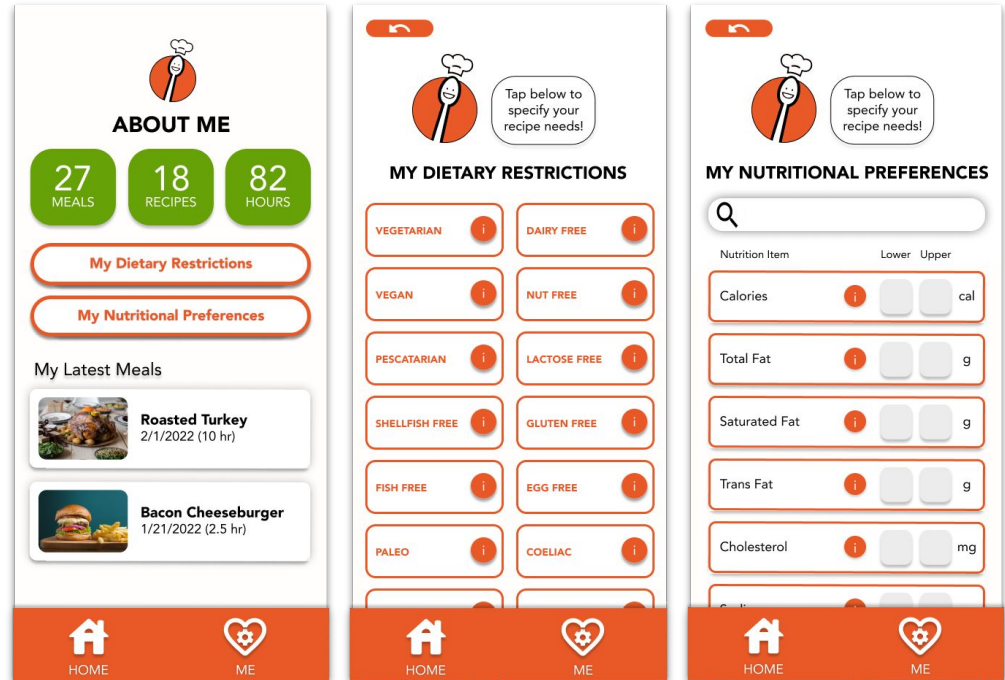 ABOUT ME
27
MEALS
18
RECIPES
82
HOURS
My Dietary Restrictions
My Nutritional Preferences
My Latest Meals
Roasted Turkey
2/1/2022 (10 hr)
Bacon Cheeseburger
1/21/2022 (2.5 hr)
HOME
ME
Tap below to
specify your
recipe needs!
MY DIETARY RESTRICTIONS
VEGETARIAN i
DAIRY FREE i
VEGAN i
NUT FREE i
PESCATARIAN i
LACTOSE FREE i
SHELLFISH FREE i
GLUTEN FREE i
FISH FREE i
EGG FREE i
PALEO i
COELIAC i
HOME
ME
Tap below to
specify your
recipe needs!
MY NUTRITIONAL PREFERENCES
Nutrition Item Lower Upper
Calories i cal
Total Fat i g
Saturated Fat i g
Trans Fat i g
Cholesterol i mg
HOME
ME